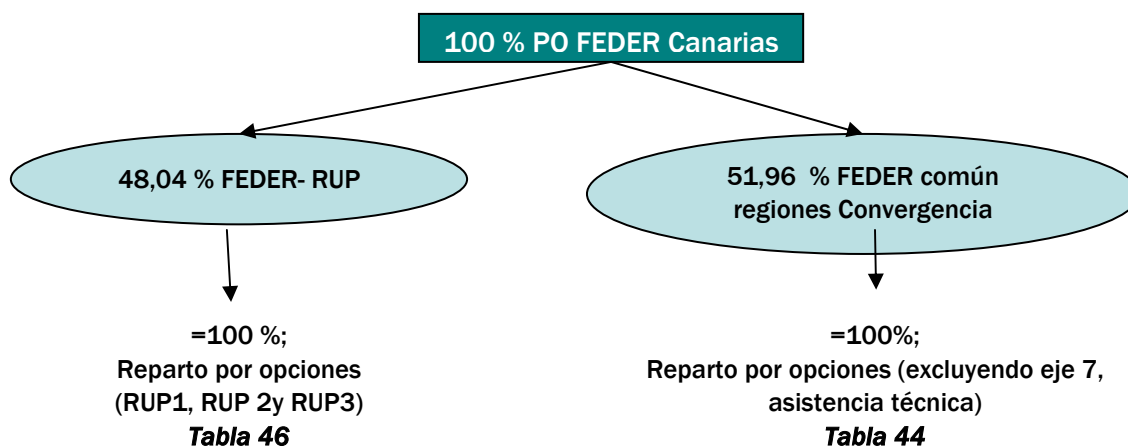 100 % PO FEDER Canarias
48,04 % FEDER- RUP
51,96 % FEDER común
regiones Convergencia
=100 %;
Reparto por opciones
(RUP1, RUP 2y RUP3)
Tabla 46
=100%;
Reparto por opciones (excluyendo eje 7,
asistencia técnica)
Tabla 44